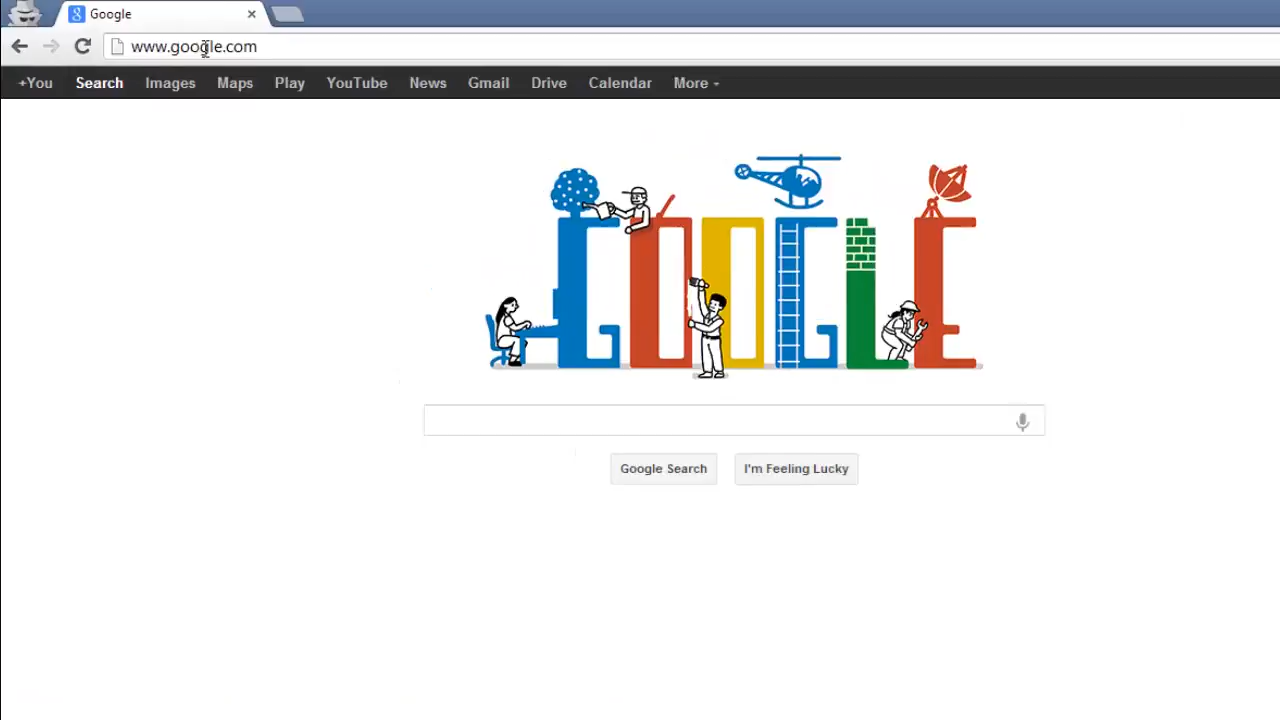 Google
www.google.com
+You Search Images Maps Play YouTube News Gmail Drive Calendar More
GOOGLE
Google Search I'm Feeling Lucky